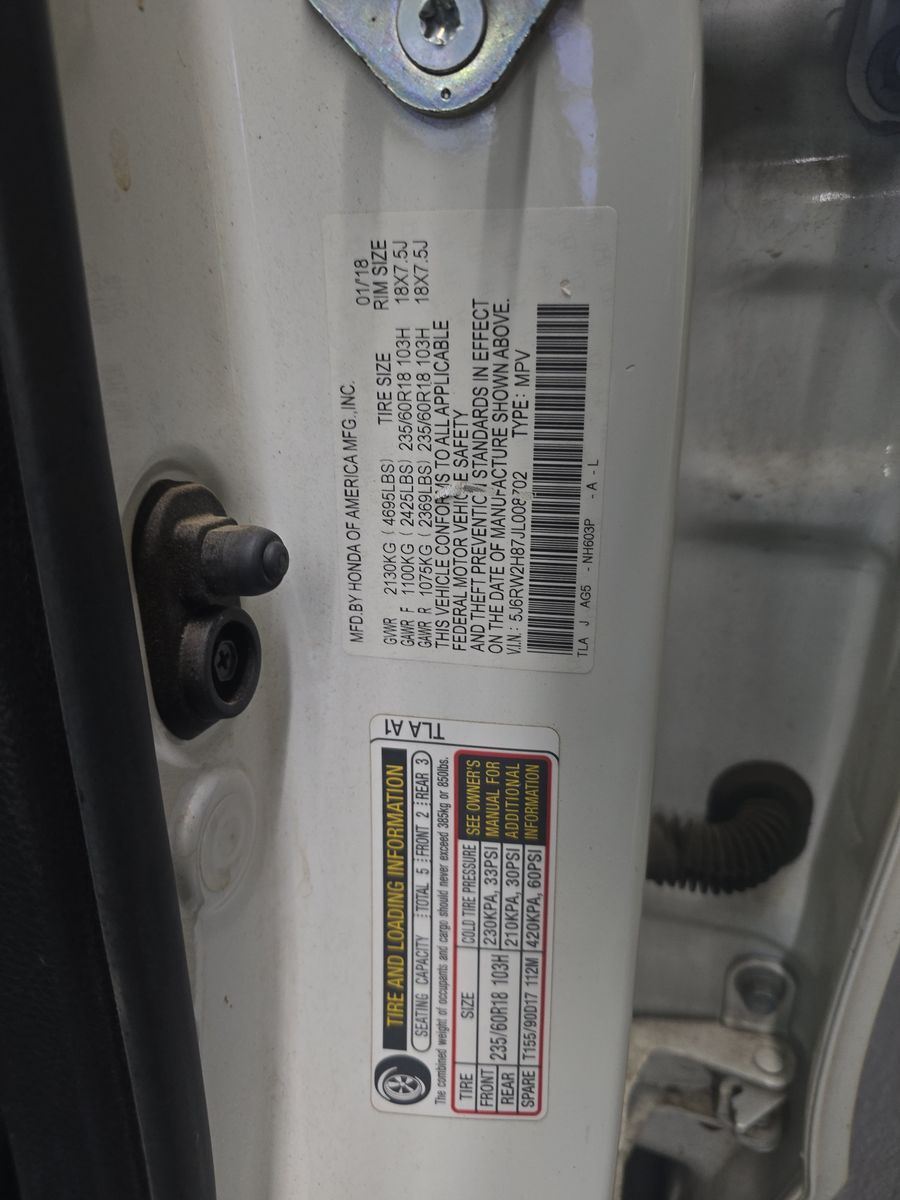 MFD.BY HONDA OF AMERICA MFG.,INC. 01/'18
TIRE SIZE RIM SIZE
GVWR 2130KG ( 4695LBS)
GAWR F 1100KG ( 2425LBS) 235/60R18 103H 18X7.5J
GAWR R 1075KG ( 2369LBS) 235/60R18 103H 18X7.5J
THIS VEHICLE CONFORMS TO ALL APPLICABLE
FEDERAL MOTOR VEHICLE SAFETY
AND THEFT PREVENTION STANDARDS IN EFFECT
ON THE DATE OF MANUFACTURE SHOWN ABOVE.
V.I.N.: 5J6RW2H87JL008702 TYPE: MPV
TLA J AG5 - NH603P - A - L
TLA A1
TIRE AND LOADING INFORMATION
SEATING CAPACITY TOTAL 5 FRONT 2 REAR 3
The combined weight of occupants and cargo should never exceed 385kg or 850lbs.
TIRE SIZE COLD TIRE PRESSURE SEE OWNER'S
FRONT 235/60R18 103H 230KPA, 33PSI MANUAL FOR
REAR 210KPA, 30PSI ADDITIONAL
SPARE T155/90D17 112M 420KPA, 60PSI INFORMATION